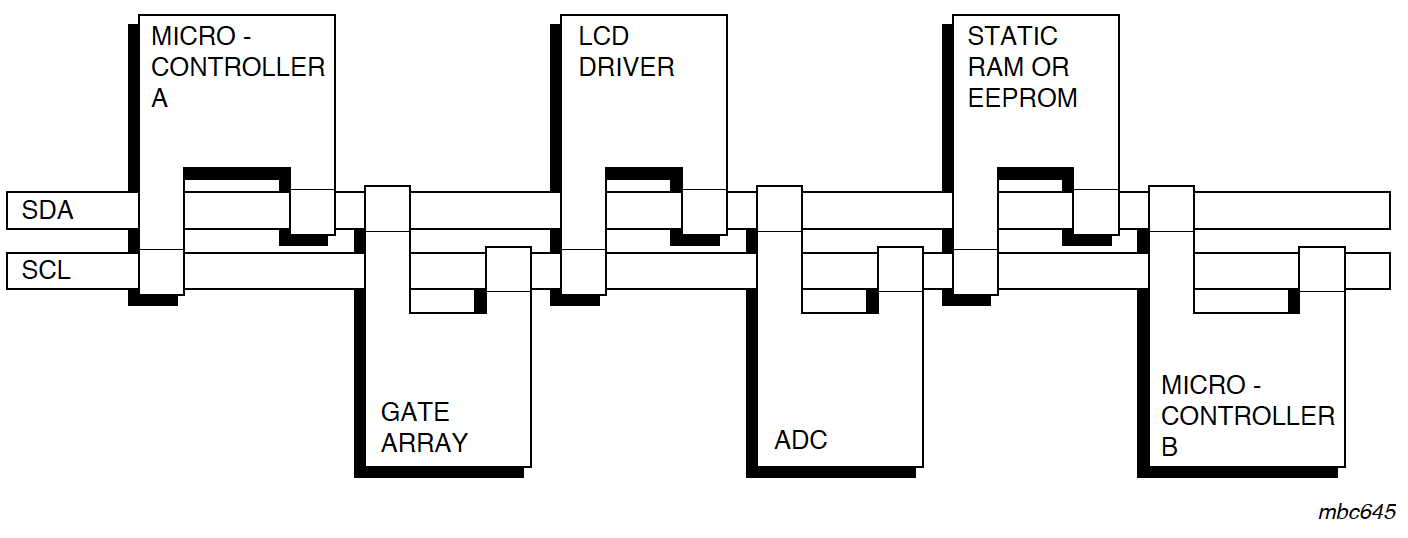 MICRO -
CONTROLLER
A
LCD
DRIVER
STATIC
RAM OR
EEPROM
SDA
SCL
GATE
ARRAY
ADC
MICRO -
CONTROLLER
B
mbc645